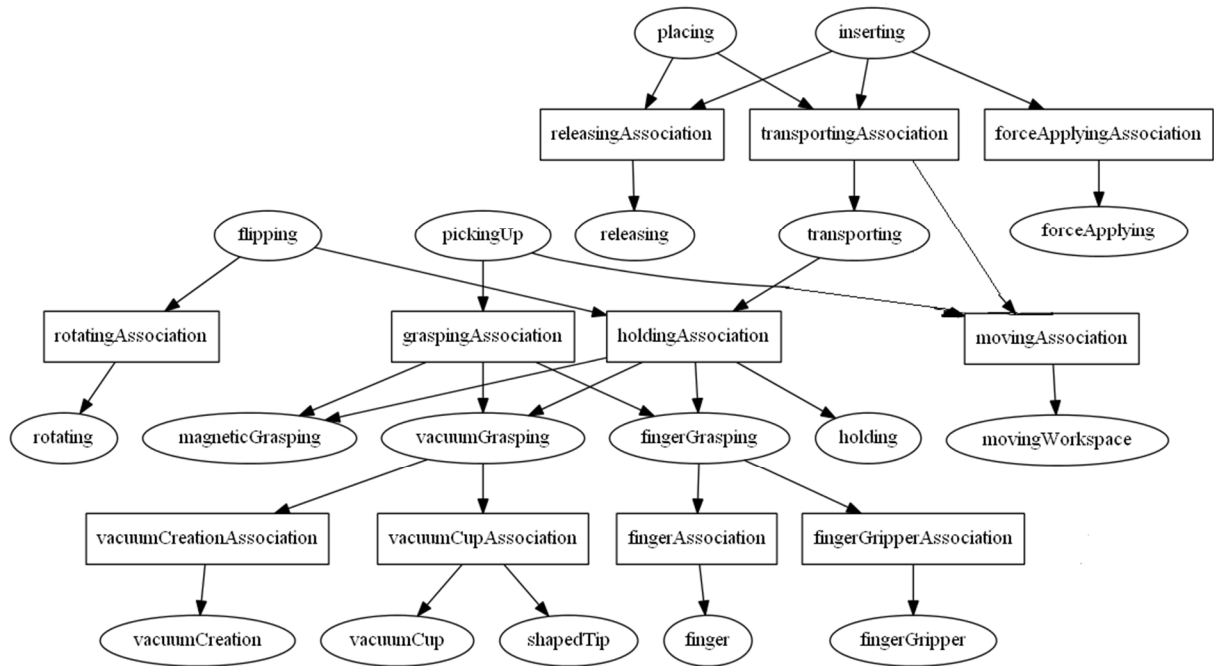 placing
inserting
releasingAssociation
transportingAssociation
forceApplyingAssociation
flipping
pickingUp
releasing
transporting
forceApplying
rotatingAssociation
graspingAssociation
holdingAssociation
movingAssociation
rotating
magneticGrasping
vacuumGrasping
fingerGrasping
holding
movingWorkspace
vacuumCreationAssociation
vacuumCupAssociation
fingerAssociation
fingerGripperAssociation
vacuumCreation
vacuumCup
shapedTip
finger
fingerGripper